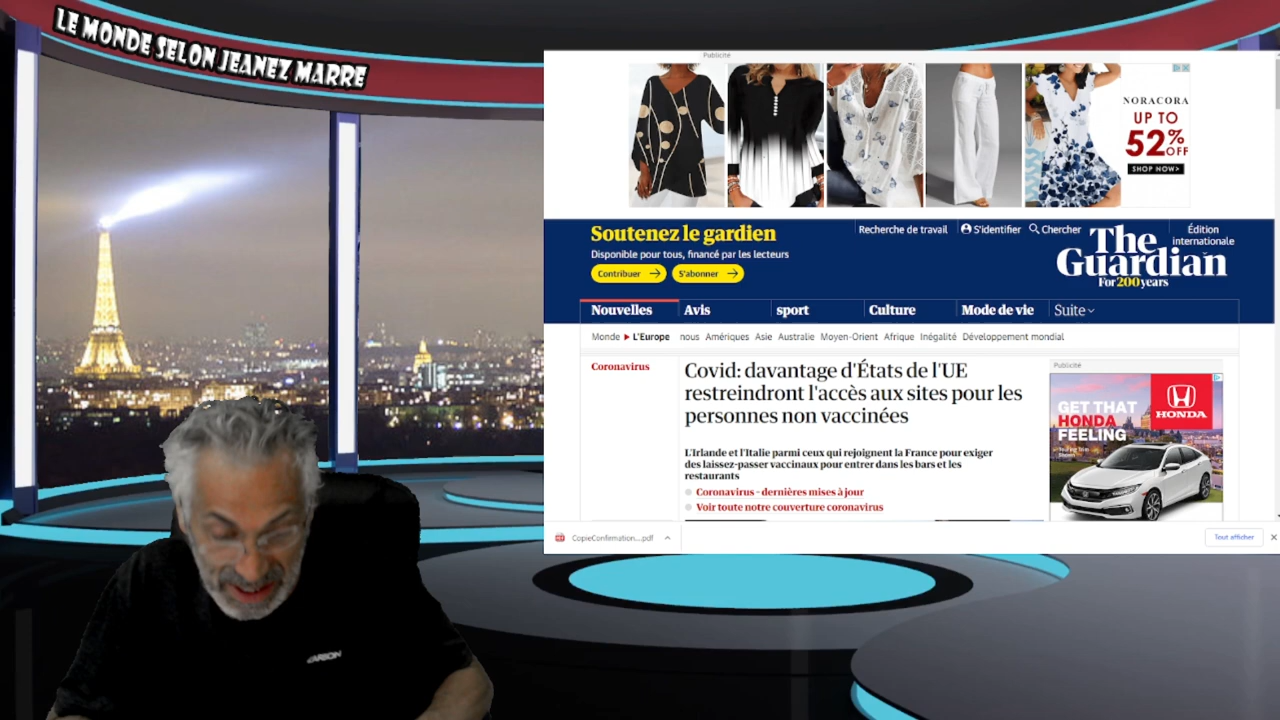 LE MONDE SELON JEANEZ MARRE
Publicité
NORACORA
UP TO
52% OFF
SHOP NOW>
Soutenez le gardien
Disponible pour tous, financé par les lecteurs
Contribuer
S'abonner
Recherche de travail
S'identifier
Chercher
Édition
internationale
The
Guardian
For 200 years
Nouvelles
Avis
sport
Culture
Mode de vie
Suite
Monde
L'Europe
nous
Amériques
Asie
Australie
Moyen-Orient
Afrique
Inégalité
Développement mondial
Coronavirus
Covid: davantage d'États de l'UE
restreindront l'accès aux sites pour les
personnes non vaccinées
L'Irlande et l'Italie parmi ceux qui rejoignent la France pour exiger
des laissez-passer vaccinaux pour entrer dans les bars et les
restaurants
Coronavirus - dernières mises à jour
Voir toute notre couverture coronavirus
Publicité
GET THAT
HONDA
FEELING
HONDA
CopieConfirmation....pdf
Tout afficher